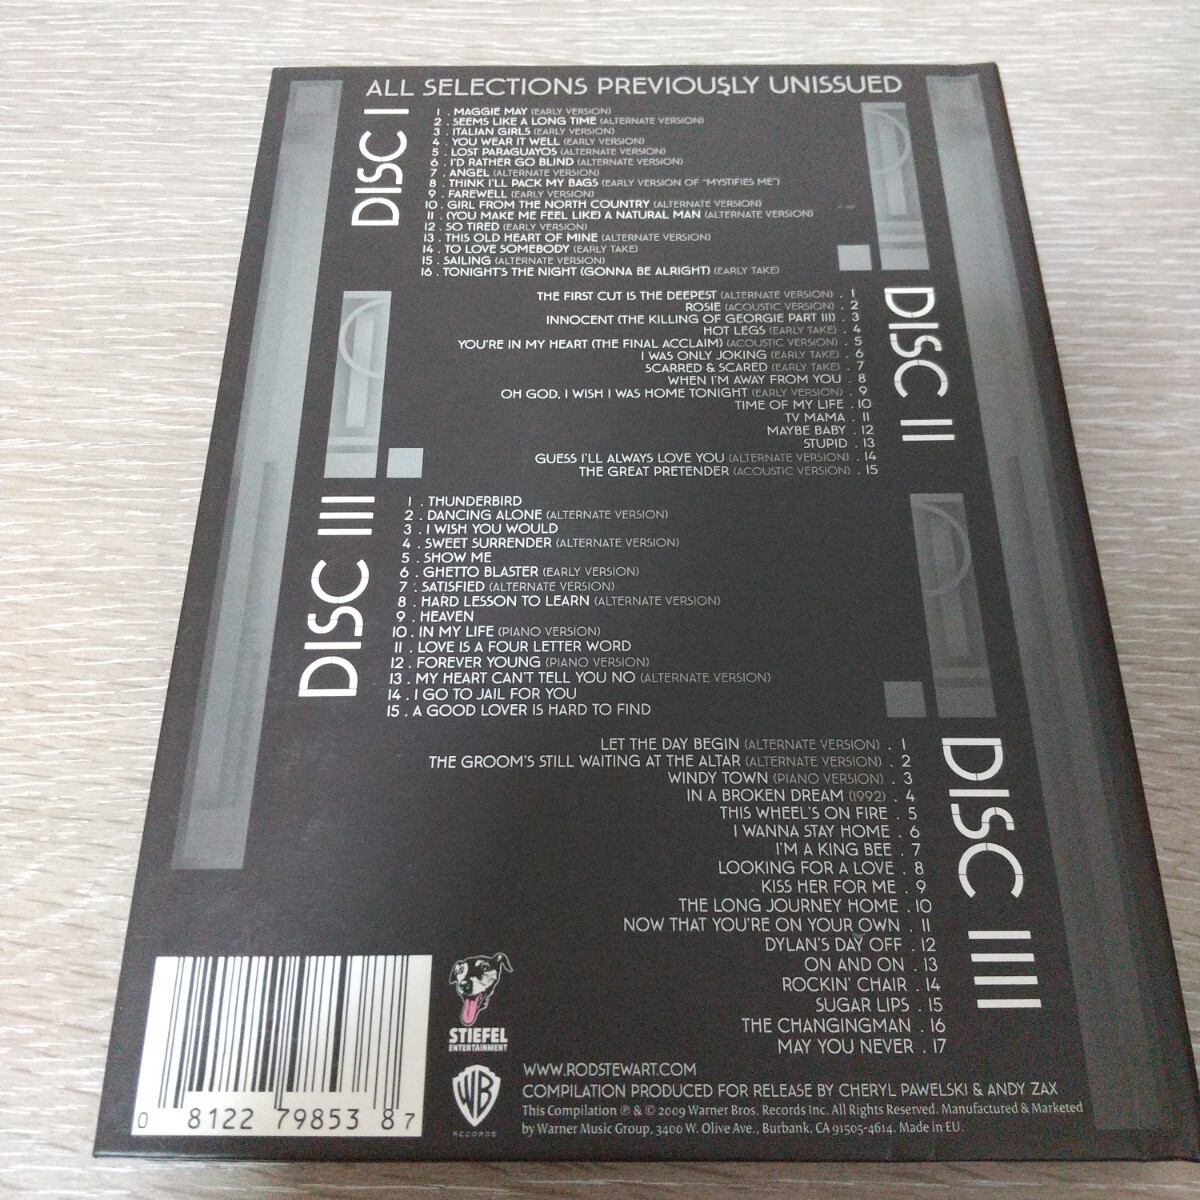 ALL SELECTIONS PREVIOUSLY UNISSUED
DISC I
1 . MAGGIE MAY (EARLY VERSION)
2 . SEEMS LIKE A LONG TIME (ALTERNATE VERSION)
3 . ITALIAN GIRLS (EARLY VERSION)
4 . YOU WEAR IT WELL (EARLY VERSION)
5 . LOST PARAGUAYOS (ALTERNATE VERSION)
6 . I'D RATHER GO BLIND (ALTERNATE VERSION)
7 . ANGEL (ALTERNATE VERSION)
8 . THINK I'LL PACK MY BAGS (EARLY VERSION OF "MYSTIFIES ME")
9 . FAREWELL (EARLY VERSION)
10 . GIRL FROM THE NORTH COUNTRY (ALTERNATE VERSION)
11 . (YOU MAKE ME FEEL LIKE) A NATURAL MAN (ALTERNATE VERSION)
12 . SO TIRED (EARLY VERSION)
13 . THIS OLD HEART OF MINE (ALTERNATE VERSION)
14 . TO LOVE SOMEBODY (EARLY TAKE)
15 . SAILING (ALTERNATE VERSION)
16 . TONIGHT'S THE NIGHT (GONNA BE ALRIGHT) (EARLY TAKE)
DISC II
THE FIRST CUT IS THE DEEPEST (ALTERNATE VERSION) . 1
ROSIE (ACOUSTIC VERSION) . 2
INNOCENT (THE KILLING OF GEORGIE PART III) . 3
HOT LEGS (EARLY TAKE) . 4
YOU'RE IN MY HEART (THE FINAL ACCLAIM) (ACOUSTIC VERSION) . 5
I WAS ONLY JOKING (EARLY TAKE) . 6
SCARRED & SCARED (EARLY TAKE) . 7
WHEN I'M AWAY FROM YOU . 8
OH GOD, I WISH I WAS HOME TONIGHT (EARLY VERSION) . 9
TIME OF MY LIFE . 10
TV MAMA . 11
MAYBE BABY . 12
STUPID . 13
GUESS I'LL ALWAYS LOVE YOU (ALTERNATE VERSION) . 14
THE GREAT PRETENDER (ACOUSTIC VERSION) . 15
DISC III
1 . THUNDERBIRD
2 . DANCING ALONE (ALTERNATE VERSION)
3 . I WISH YOU WOULD
4 . SWEET SURRENDER (ALTERNATE VERSION)
5 . SHOW ME
6 . GHETTO BLASTER (EARLY VERSION)
7 . SATISFIED (ALTERNATE VERSION)
8 . HARD LESSON TO LEARN (ALTERNATE VERSION)
9 . HEAVEN
10 . IN MY LIFE (PIANO VERSION)
11 . LOVE IS A FOUR LETTER WORD
12 . FOREVER YOUNG (PIANO VERSION)
13 . MY HEART CAN'T TELL YOU NO (ALTERNATE VERSION)
14 . I GO TO JAIL FOR YOU
15 . A GOOD LOVER IS HARD TO FIND
DISC IIII
LET THE DAY BEGIN (ALTERNATE VERSION) . 1
THE GROOM'S STILL WAITING AT THE ALTAR (ALTERNATE VERSION) . 2
WINDY TOWN (PIANO VERSION) . 3
IN A BROKEN DREAM (1992) . 4
THIS WHEEL'S ON FIRE . 5
I WANNA STAY HOME . 6
I'M A KING BEE . 7
LOOKING FOR A LOVE . 8
KISS HER FOR ME . 9
THE LONG JOURNEY HOME . 10
NOW THAT YOU'RE ON YOUR OWN . 11
DYLAN'S DAY OFF . 12
ON AND ON . 13
ROCKIN' CHAIR . 14
SUGAR LIPS . 15
THE CHANGINGMAN . 16
MAY YOU NEVER . 17
0 81227 98538 7
STIEFEL
ENTERTAINMENT
WB
RECORDS
WWW.RODSTEWART.COM
COMPILATION PRODUCED FOR RELEASE BY CHERYL PAWELSKI & ANDY ZAX
This Compilation ℗ & © 2009 Warner Bros. Records Inc. All Rights Reserved. Manufactured & Marketed
by Warner Music Group, 3400 W. Olive Ave., Burbank, CA 91505-4614. Made in EU.